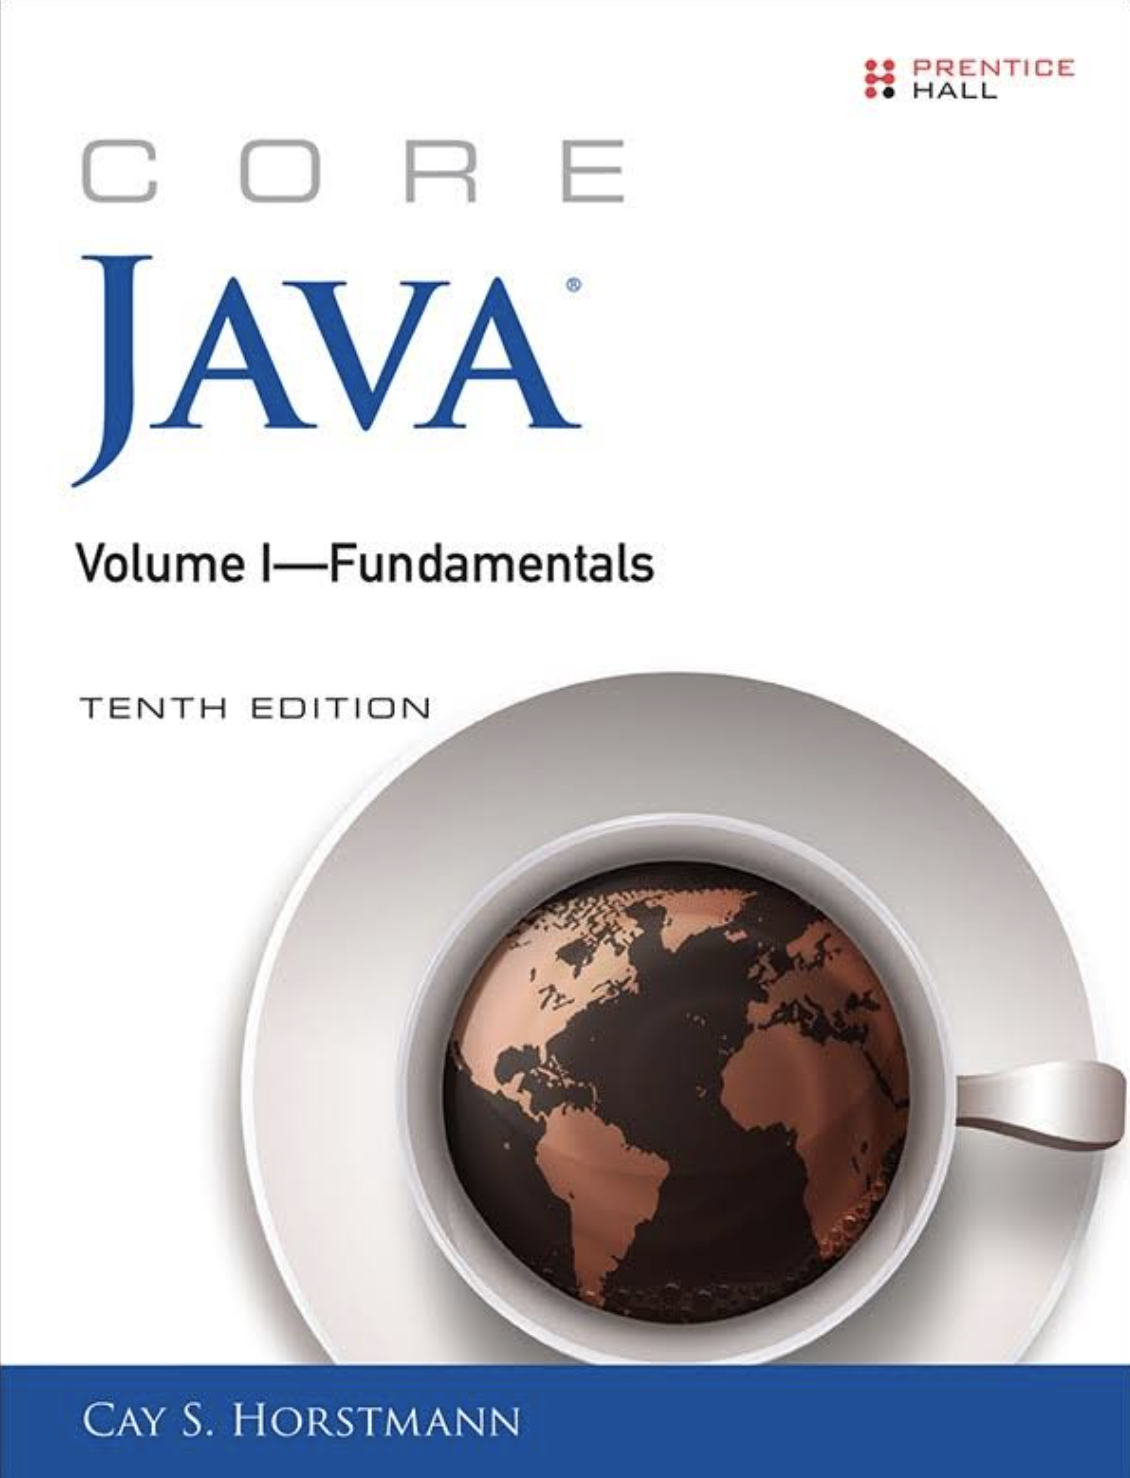 PRENTICE
HALL
CORE
JAVA®
Volume I—Fundamentals
TENTH EDITION
CAY S. HORSTMANN